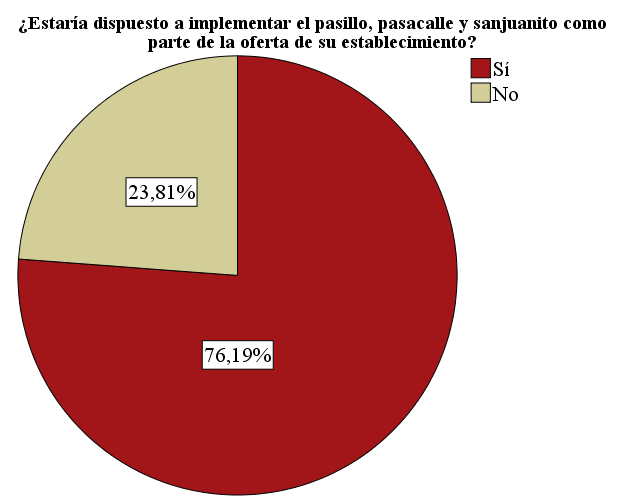 ¿Estaría dispuesto a implementar el pasillo, pasacalle y sanjuanito como
parte de la oferta de su establecimiento?
Sí
No
23,81%
76,19%